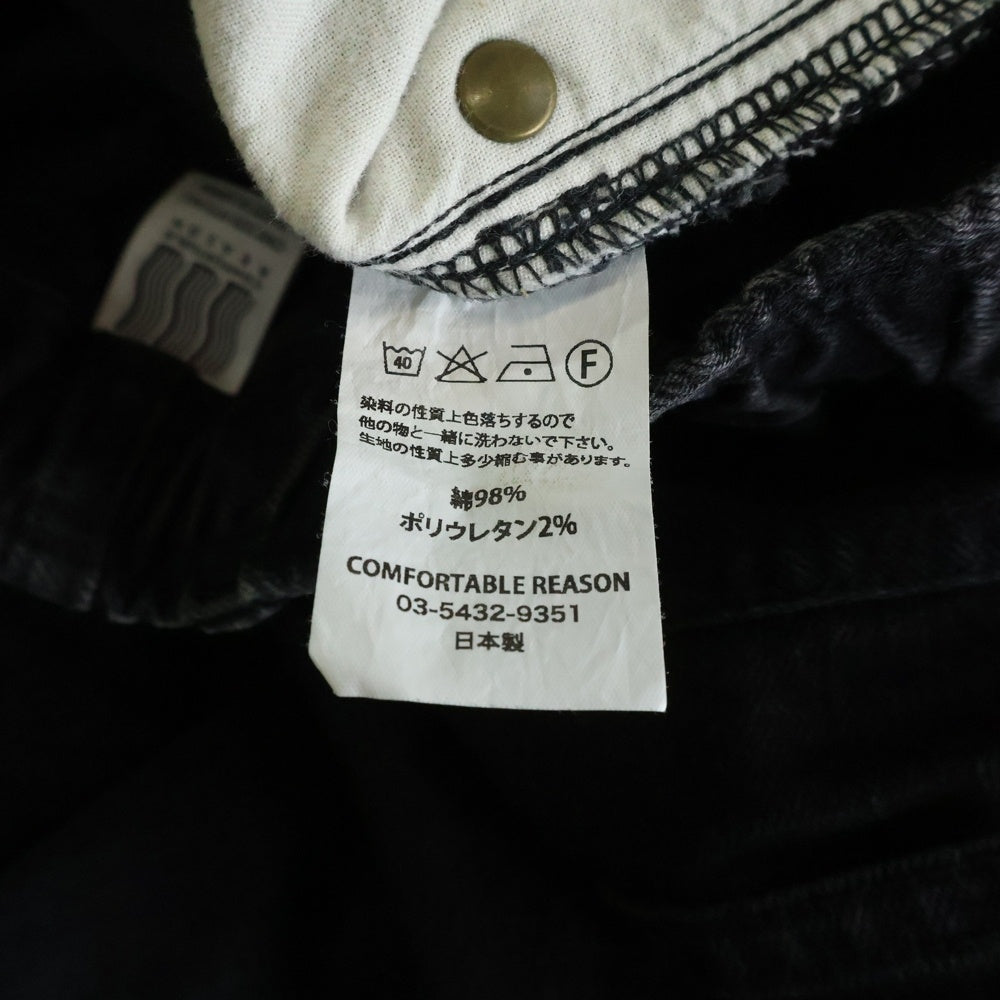 40
F
染料の性質上色落ちするので
他の物と一緒に洗わないで下さい。
生地の性質上多少縮む事があります。
綿98%
ポリウレタン2%
COMFORTABLE REASON
03-5432-9351
日本製